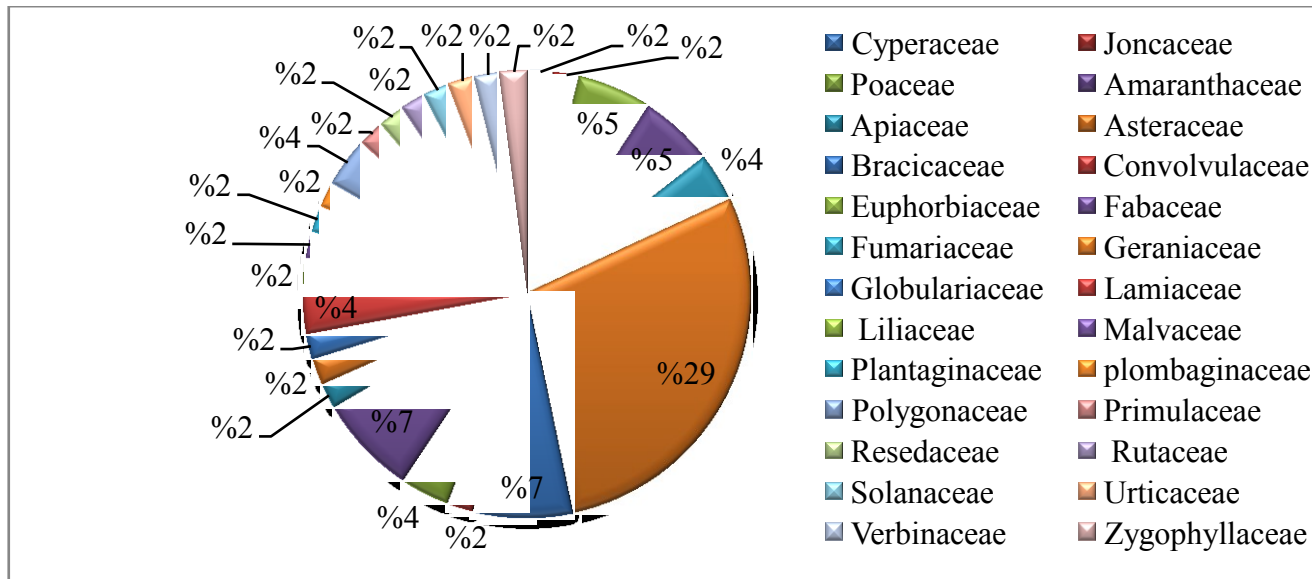 %2
%2
%5
%5
%4
%29
%7
%2
%4
%7
%2
%2
%2
%4
%2
%2
%2
%2
%4
%2
%2
%2
%2
%2
%2
%2
Cyperaceae
Joncaceae
Poaceae
Amaranthaceae
Apiaceae
Asteraceae
Bracicaceae
Convolvulaceae
Euphorbiaceae
Fabaceae
Fumariaceae
Geraniaceae
Globulariaceae
Lamiaceae
Liliaceae
Malvaceae
Plantaginaceae
plombaginaceae
Polygonaceae
Primulaceae
Resedaceae
Rutaceae
Solanaceae
Urticaceae
Verbinaceae
Zygophyllaceae